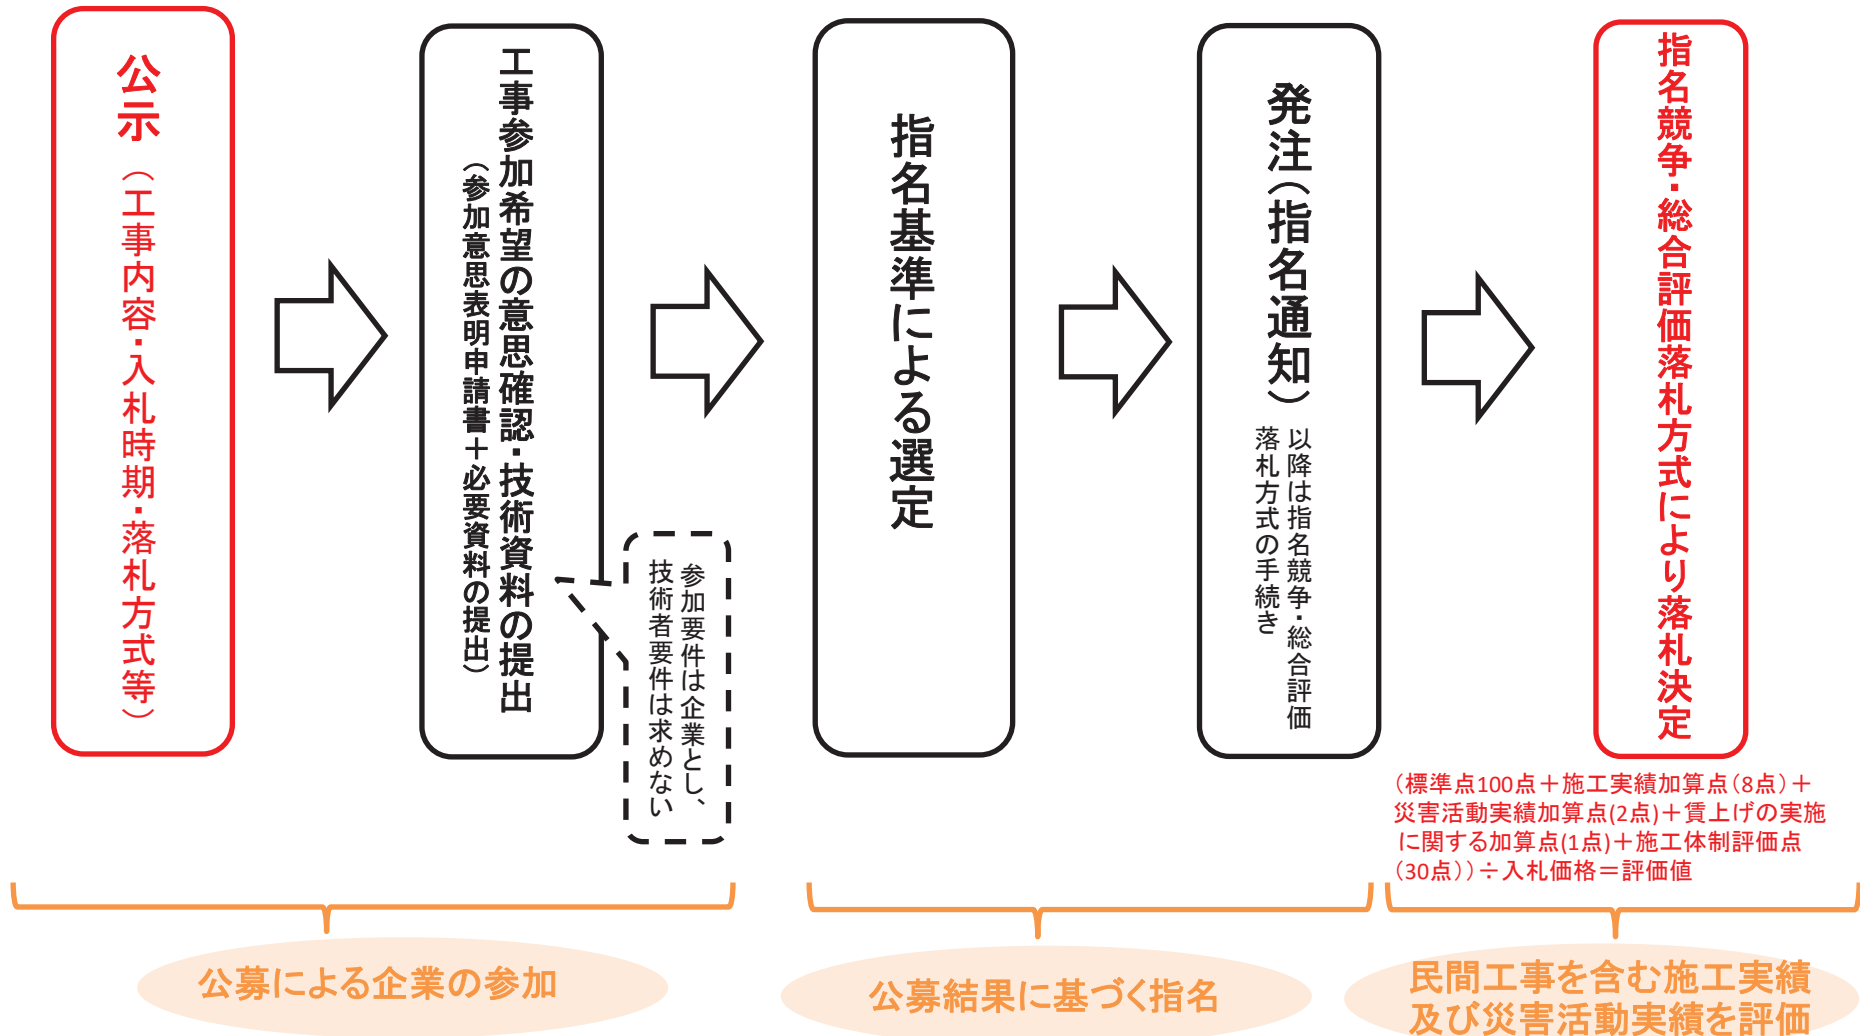 公示（工事内容・入札時期・落札方式等）
工事参加希望の意思確認・技術資料の提出
（参加意思表明申請書＋必要資料の提出）
参加要件は企業とし、
技術者要件は求めない
指名基準による選定
発注（指名通知）
以降は指名競争・総合評価
落札方式の手続き
指名競争・総合評価落札方式により落札決定
（標準点100点＋施工実績加算点（8点）＋
災害活動実績加算点(2点)＋賃上げの実施
に関する加算点(1点)＋施工体制評価点
（30点））÷入札価格＝評価値
公募による企業の参加
公募結果に基づく指名
民間工事を含む施工実績
及び災害活動実績を評価